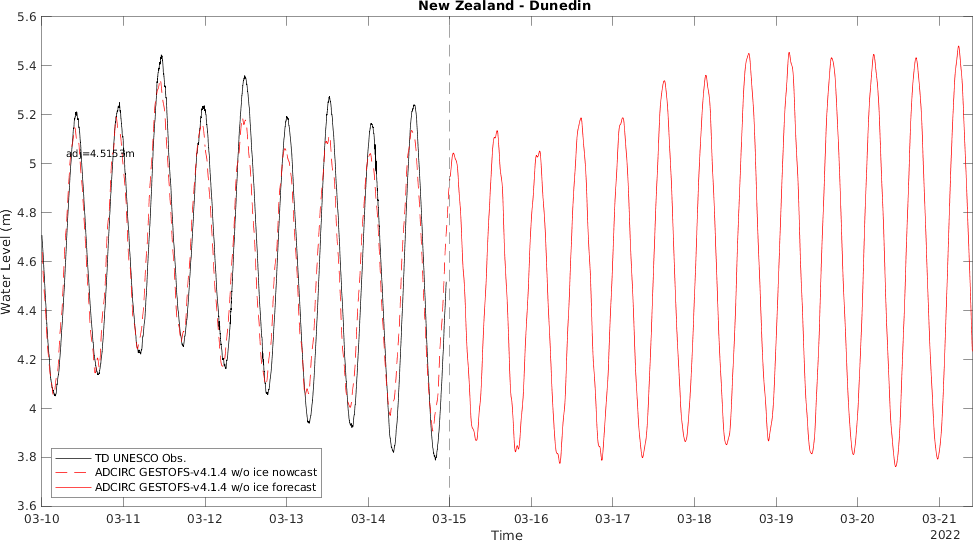 New Zealand - Dunedin
Water Level (m)
5.6
5.4
5.2
5
4.8
4.6
4.4
4.2
4
3.8
3.6
adj=4.5153m
TD UNESCO Obs.
ADCIRC GESTOFS-v4.1.4 w/o ice nowcast
ADCIRC GESTOFS-v4.1.4 w/o ice forecast
03-10 03-11 03-12 03-13 03-14 03-15 03-16 03-17 03-18 03-19 03-20 03-21
Time
2022